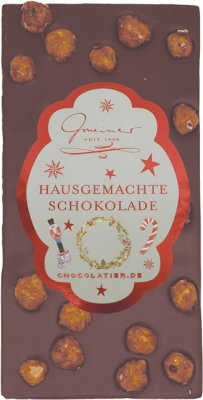 Gmeiner
SEIT 1898
HAUSGEMACHTE
SCHOKOLADE
CHOCOLATIER.DE